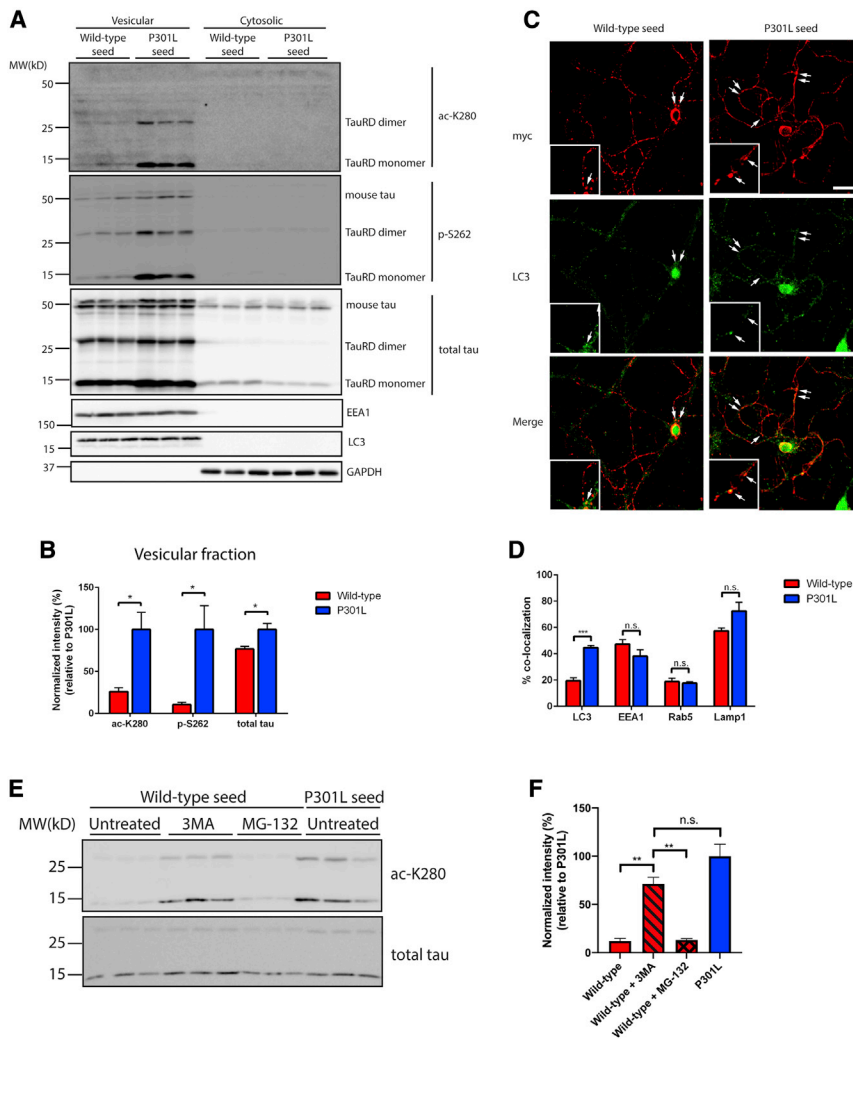 A
Vesicular
Cytosolic
Wild-type seed
P301L seed
Wild-type seed
P301L seed
MW(kD)
50
25
15
TauRD dimer
TauRD monomer
ac-K280
50
25
15
mouse tau
TauRD dimer
TauRD monomer
p-S262
50
25
15
mouse tau
TauRD dimer
TauRD monomer
total tau
150
EEA1
15
LC3
37
GAPDH
B
Vesicular fraction
Normalized intensity (%)
(relative to P301L)
150
100
50
0
*
*
*
ac-K280
p-S262
total tau
Wild-type
P301L
C
Wild-type seed
P301L seed
myc
LC3
Merge
D
% co-localization
100
80
60
40
20
0
***
n.s.
n.s.
n.s.
LC3
EEA1
Rab5
Lamp1
Wild-type
P301L
E
Wild-type seed
P301L seed
MW(kD)
Untreated
3MA
MG-132
Untreated
25
15
ac-K280
25
15
total tau
F
Normalized intensity (%)
(relative to P301L)
150
100
50
0
**
**
n.s.
Wild-type
Wild-type + 3MA
Wild-type + MG-132
P301L